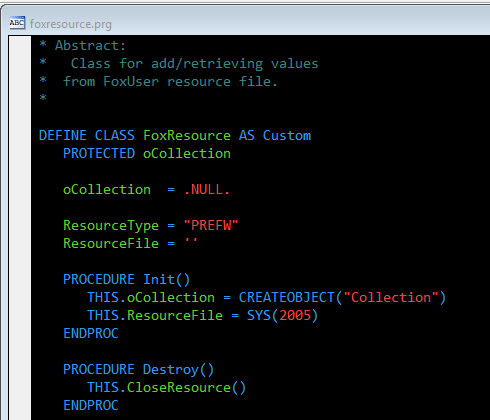 ABC foxresource.prg
* Abstract:
*   Class for add/retrieving values
*  from FoxUser resource file.
*
DEFINE CLASS FoxResource AS Custom
   PROTECTED oCollection
   oCollection  = .NULL.
   ResourceType = "PREFW"
   ResourceFile = ''
   PROCEDURE Init()
      THIS.oCollection = CREATEOBJECT("Collection")
      THIS.ResourceFile = SYS(2005)
   ENDPROC
   PROCEDURE Destroy()
      THIS.CloseResource()
   ENDPROC